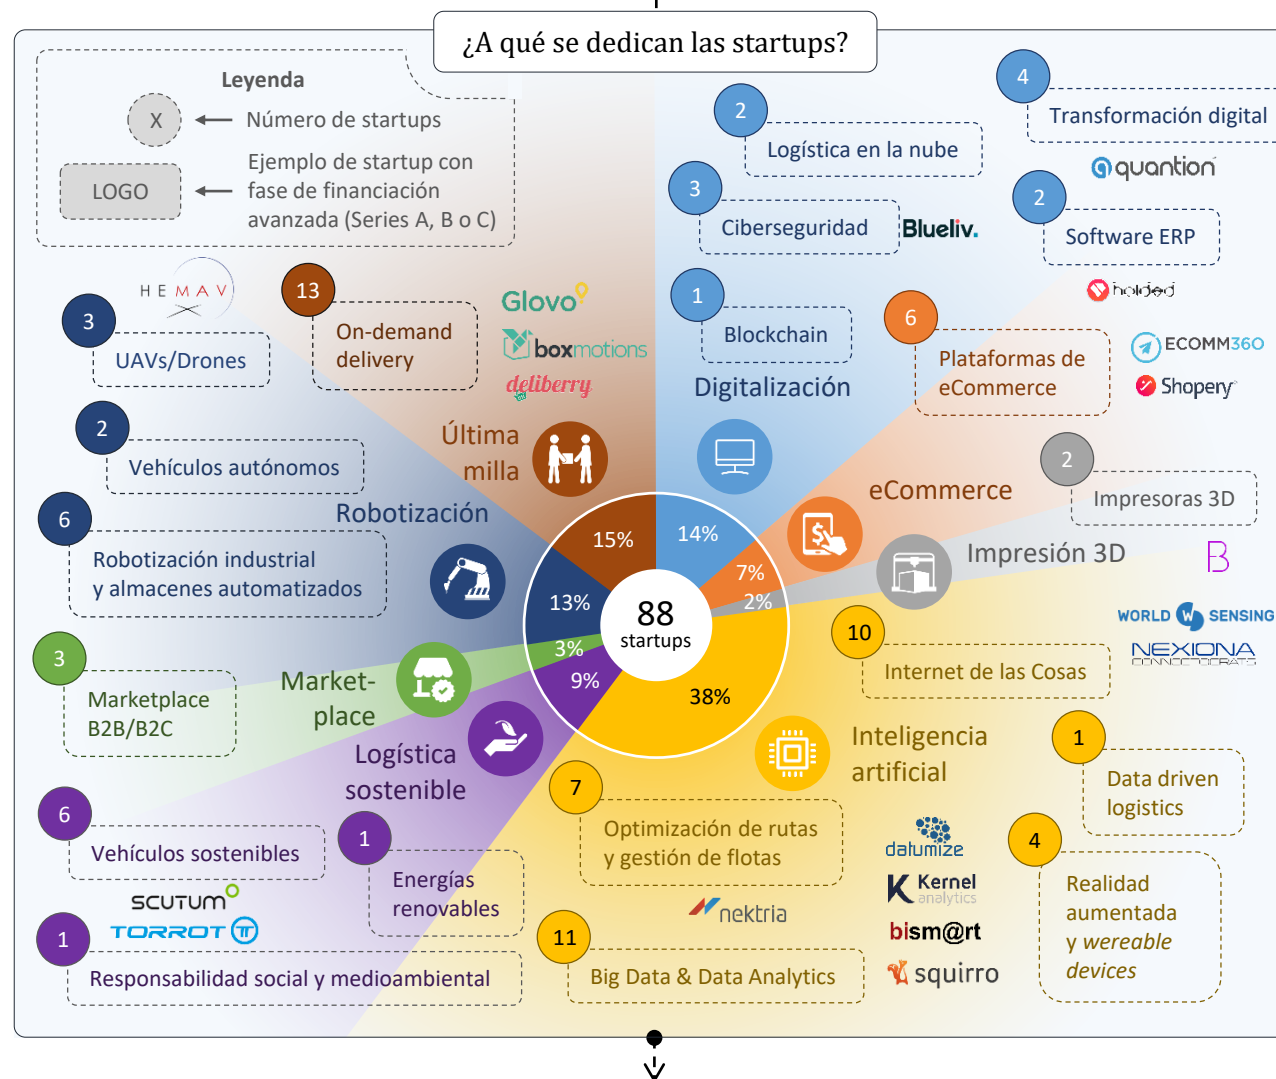 ¿A qué se dedican las startups?
Leyenda
X
Número de startups
LOGO
Ejemplo de startup con
fase de financiación
avanzada (Series A, B o C)
2
Logística en la nube
4
Transformación digital
quantion
3
Ciberseguridad
Blueliv.
2
Software ERP
holded
1
Blockchain
Digitalización
6
Plataformas de
eCommerce
ECOMM360
Shopery
eCommerce
2
Impresoras 3D
Impresión 3D
B
HEMAV
3
UAVs/Drones
13
On-demand
delivery
Glovo
boxmotions
deliberry
Última
milla
2
Vehículos autónomos
Robotización
6
Robotización industrial
y almacenes automatizados
15%
14%
7%
2%
13%
3%
9%
38%
88
startups
3
Marketplace
B2B/B2C
Market-
place
Logística
sostenible
6
Vehículos sostenibles
SCUTUM
TORROT
1
Energías
renovables
1
Responsabilidad social y medioambiental
10
Internet de las Cosas
WORLD SENSING
NEXIONA
CONNECTOCRATS
Inteligencia
artificial
1
Data driven
logistics
7
Optimización de rutas
y gestión de flotas
nektria
datumize
Kernel
analytics
bism@rt
squirro
4
Realidad
aumentada
y wereable
devices
11
Big Data & Data Analytics